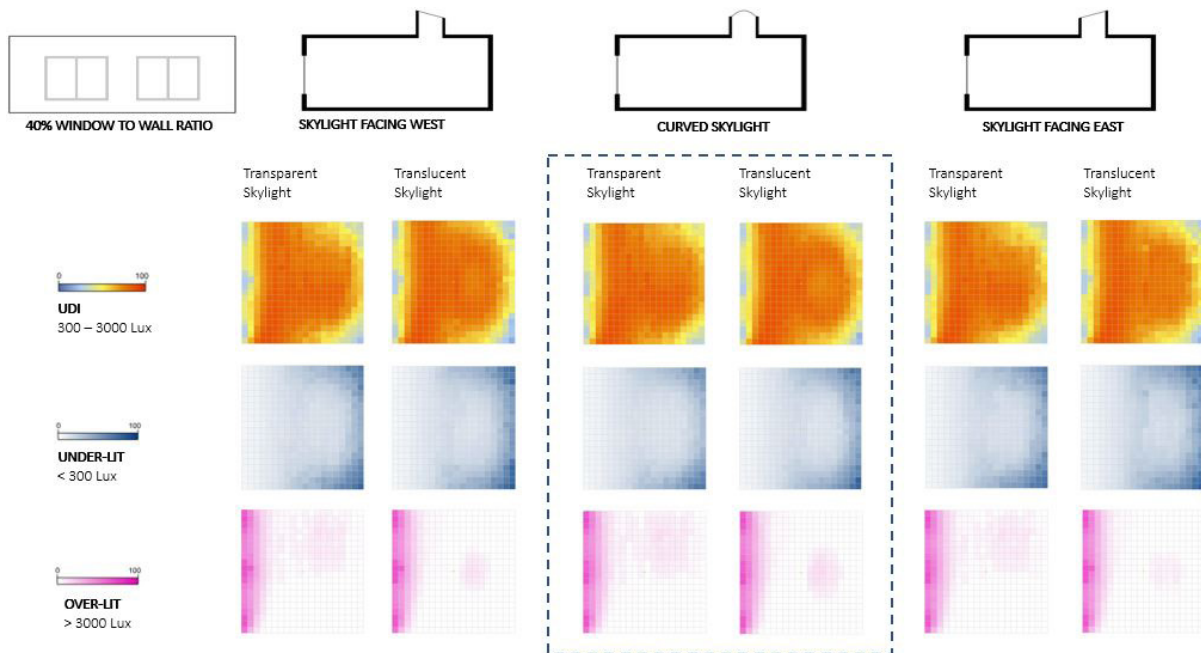 40% WINDOW TO WALL RATIO
SKYLIGHT FACING WEST
CURVED SKYLIGHT
SKYLIGHT FACING EAST
Transparent
Skylight
Translucent
Skylight
Transparent
Skylight
Translucent
Skylight
Transparent
Skylight
Translucent
Skylight
0 100
UDI
300 – 3000 Lux
0 100
UNDER-LIT
< 300 Lux
0 100
OVER-LIT
> 3000 Lux